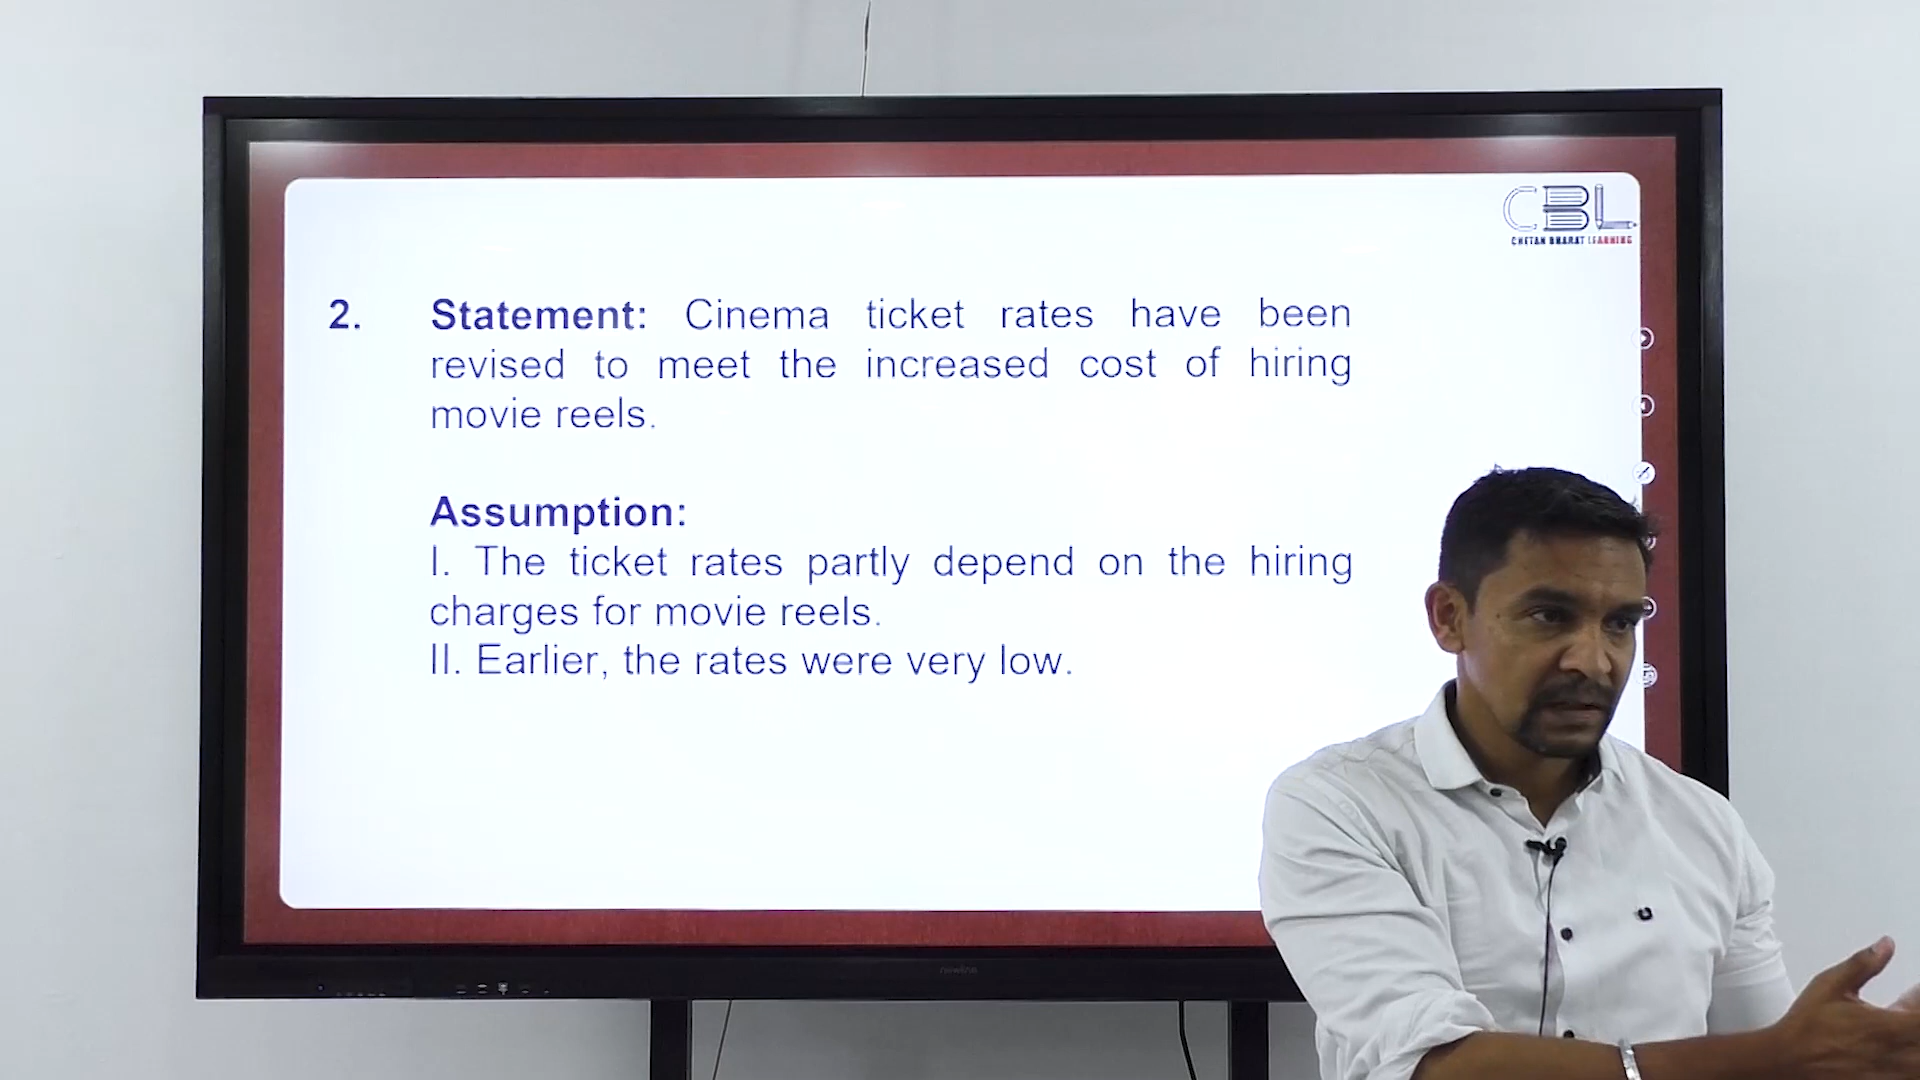 CBL
CHETAN BHARAT LEARNING
2. Statement: Cinema ticket rates have been
revised to meet the increased cost of hiring
movie reels.
Assumption:
I. The ticket rates partly depend on the hiring
charges for movie reels.
II. Earlier, the rates were very low.
newline